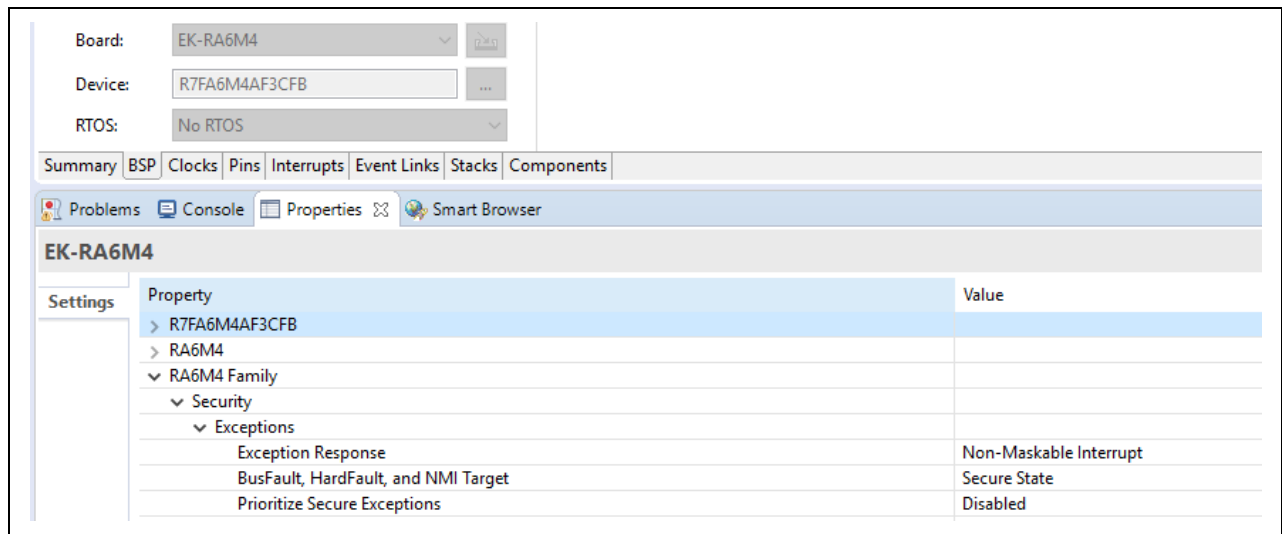 Board: EK-RA6M4
Device: R7FA6M4AF3CFB ...
RTOS: No RTOS
Summary BSP Clocks Pins Interrupts Event Links Stacks Components
Problems Console Properties Smart Browser
EK-RA6M4
Settings Property Value
R7FA6M4AF3CFB
RA6M4
RA6M4 Family
Security
Exceptions
Exception Response Non-Maskable Interrupt
BusFault, HardFault, and NMI Target Secure State
Prioritize Secure Exceptions Disabled